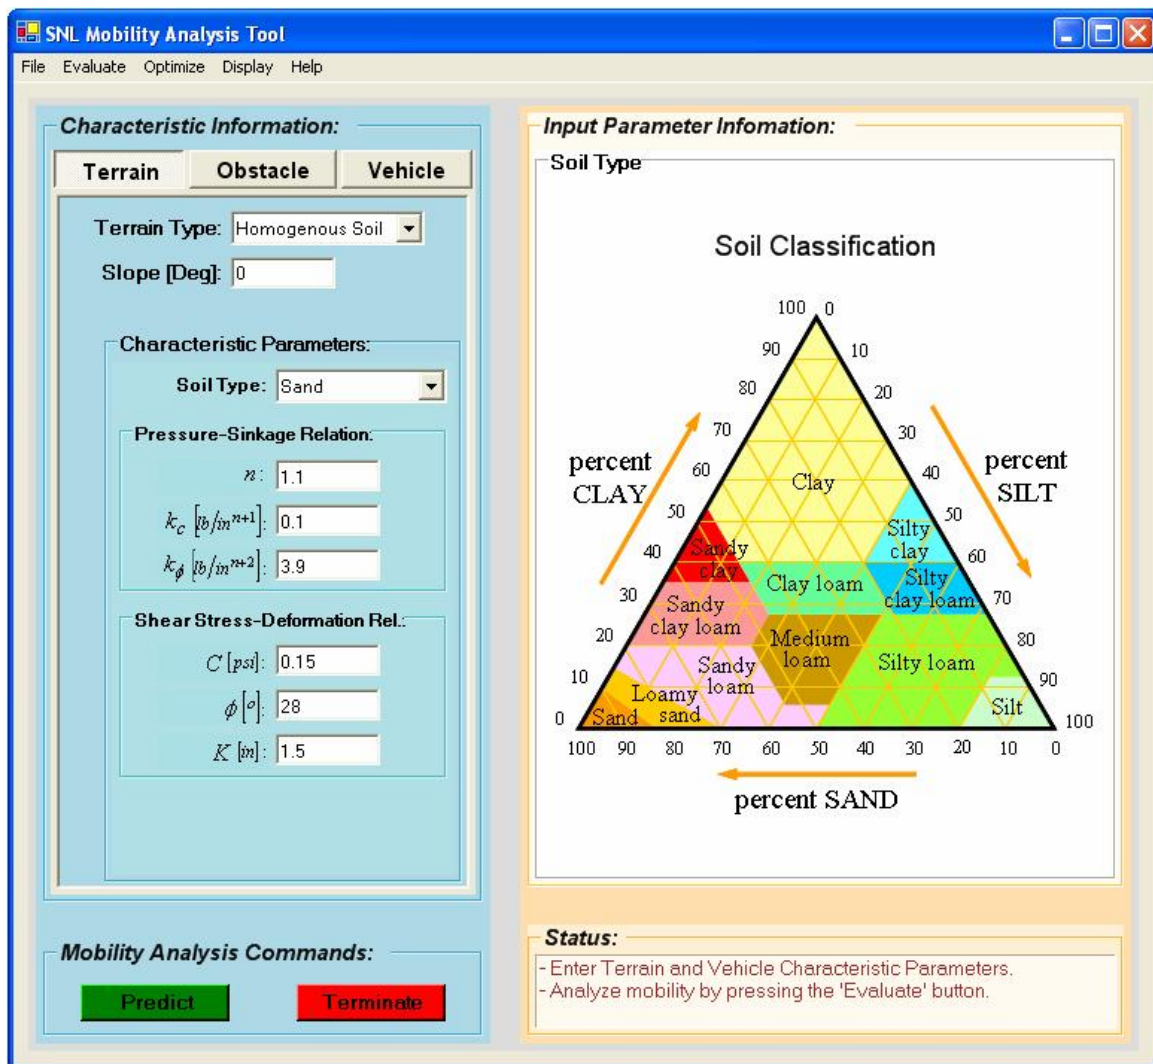 SNL Mobility Analysis Tool
File Evaluate Optimize Display Help
Characteristic Information:
Terrain Obstacle Vehicle
Terrain Type: Homogenous Soil
Slope [Deg]: 0
Characteristic Parameters:
Soil Type: Sand
Pressure-Sinkage Relation:
n: 1.1
k_c [lb/in^{n+1}]: 0.1
k_ϕ [lb/in^{n+2}]: 3.9
Shear Stress-Deformation Rel.:
C [psi]: 0.15
ϕ [°]: 28
K [in]: 1.5
Mobility Analysis Commands:
Predict Terminate
Input Parameter Infomation:
Soil Type
Soil Classification
100 0
90 10
80 20
70 30
percent
CLAY
percent
SILT
60 40
Clay
50 50
Silty
clay
40 60
Sandy
clay
Clay loam
Silty
clay loam
30 70
Sandy
clay loam
Medium
loam
20 80
Sandy
loam
Silty loam
10 90
Loamy
sand
Sand
Silt
0 100
100 90 80 70 60 50 40 30 20 10 0
percent SAND
Status:
- Enter Terrain and Vehicle Characteristic Parameters.
- Analyze mobility by pressing the 'Evaluate' button.